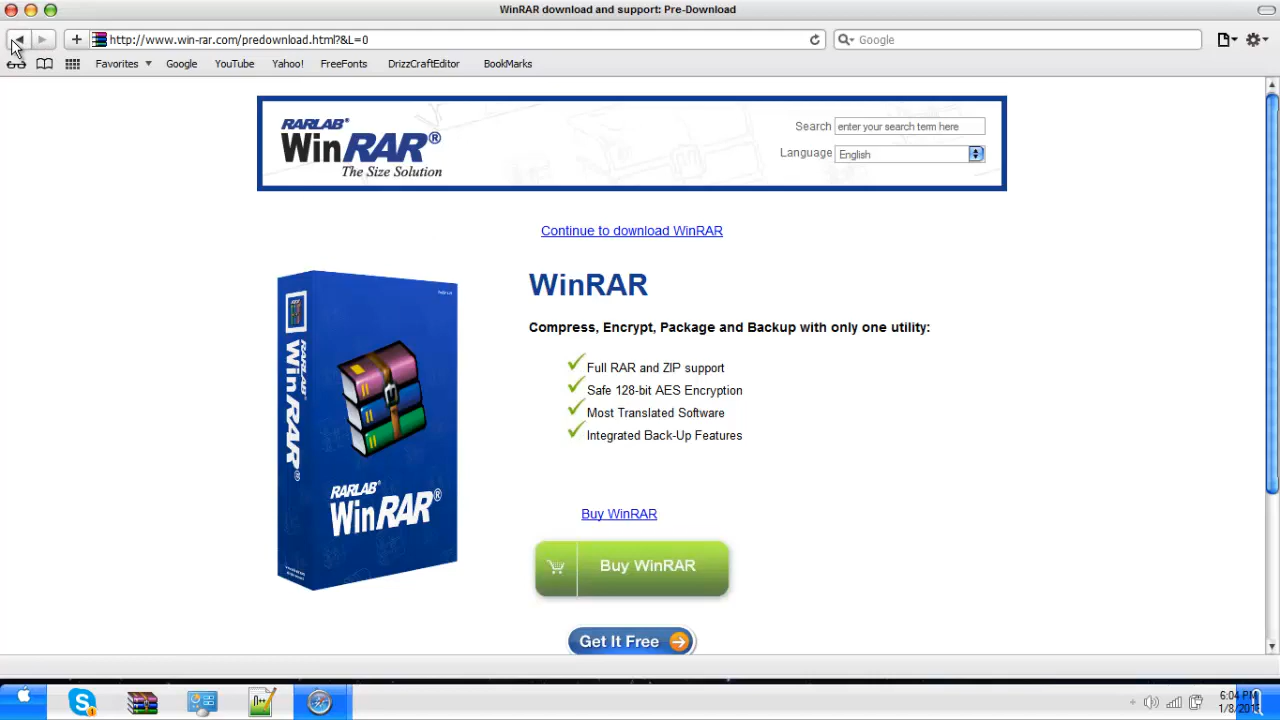 WinRAR download and support: Pre-Download
http://www.win-rar.com/predownload.html?&L=0
Google
Favorites
Google
YouTube
Yahoo!
FreeFonts
DrizzCraftEditor
BookMarks
RARLAB®
WinRAR®
The Size Solution
Search
enter your search term here
Language
English
Continue to download WinRAR
WinRAR
Compress, Encrypt, Package and Backup with only one utility:
Full RAR and ZIP support
Safe 128-bit AES Encryption
Most Translated Software
Integrated Back-Up Features
RARLAB®
WinRAR®
RARLAB®
WinRAR®
Buy WinRAR
Buy WinRAR
Get It Free
6:04 PM